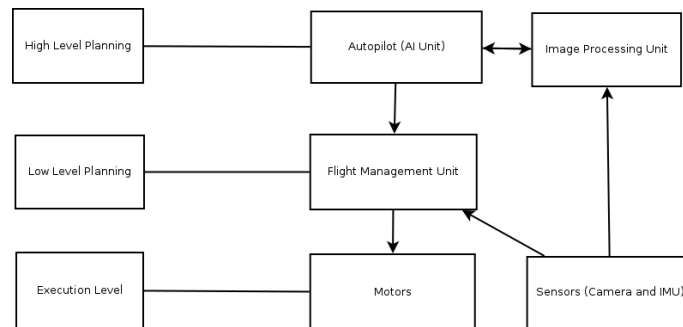 High Level Planning
Autopilot (AI Unit)
Image Processing Unit
Low Level Planning
Flight Management Unit
Execution Level
Motors
Sensors (Camera and IMU)